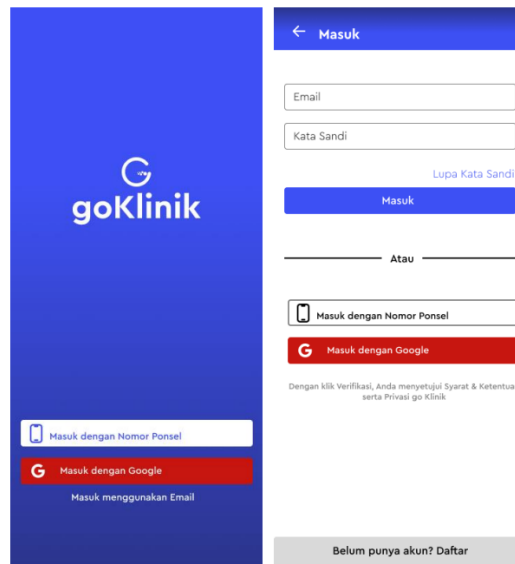 goKlinik
Masuk dengan Nomor Ponsel
G Masuk dengan Google
Masuk menggunakan Email
Masuk
Email
Kata Sandi
Lupa Kata Sandi
Masuk
Atau
Masuk dengan Nomor Ponsel
G Masuk dengan Google
Dengan klik Verifikasi, Anda menyetujui Syarat & Ketentua
serta Privasi go Klinik
Belum punya akun? Daftar